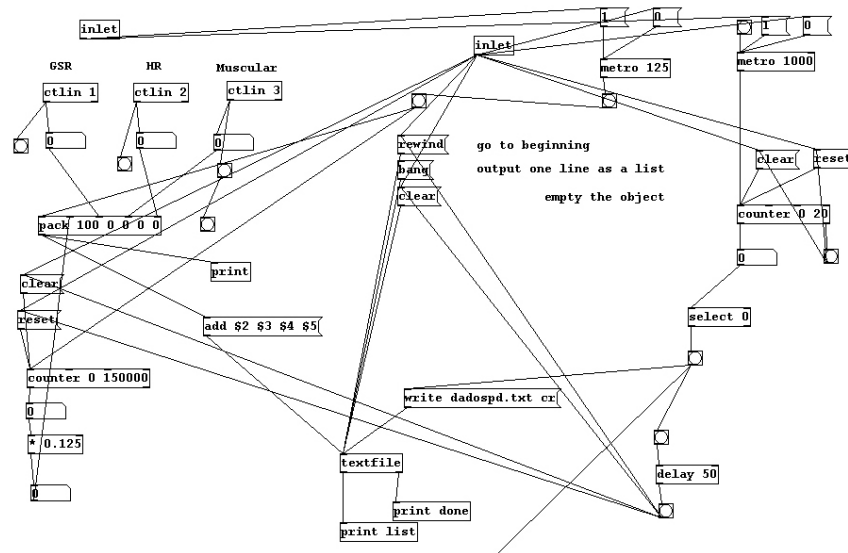 inlet
1
0
1
0
inlet
metro 125
metro 1000
GSR
HR
Muscular
ctlin 1
ctlin 2
ctlin 3
0
0
0
rewind
go to beginning
bang
output one line as a list
clear
empty the object
clear
reset
pack 100 0 0 0 0
counter 0 20
print
0
clear
reset
add $2 $3 $4 $5
select 0
counter 0 150000
write dadospd.txt cr
0
* 0.125
textfile
delay 50
0
print done
print list